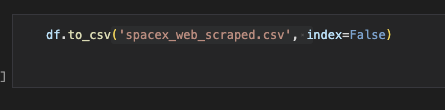 df.to_csv('spacex_web_scraped.csv', index=False)
]